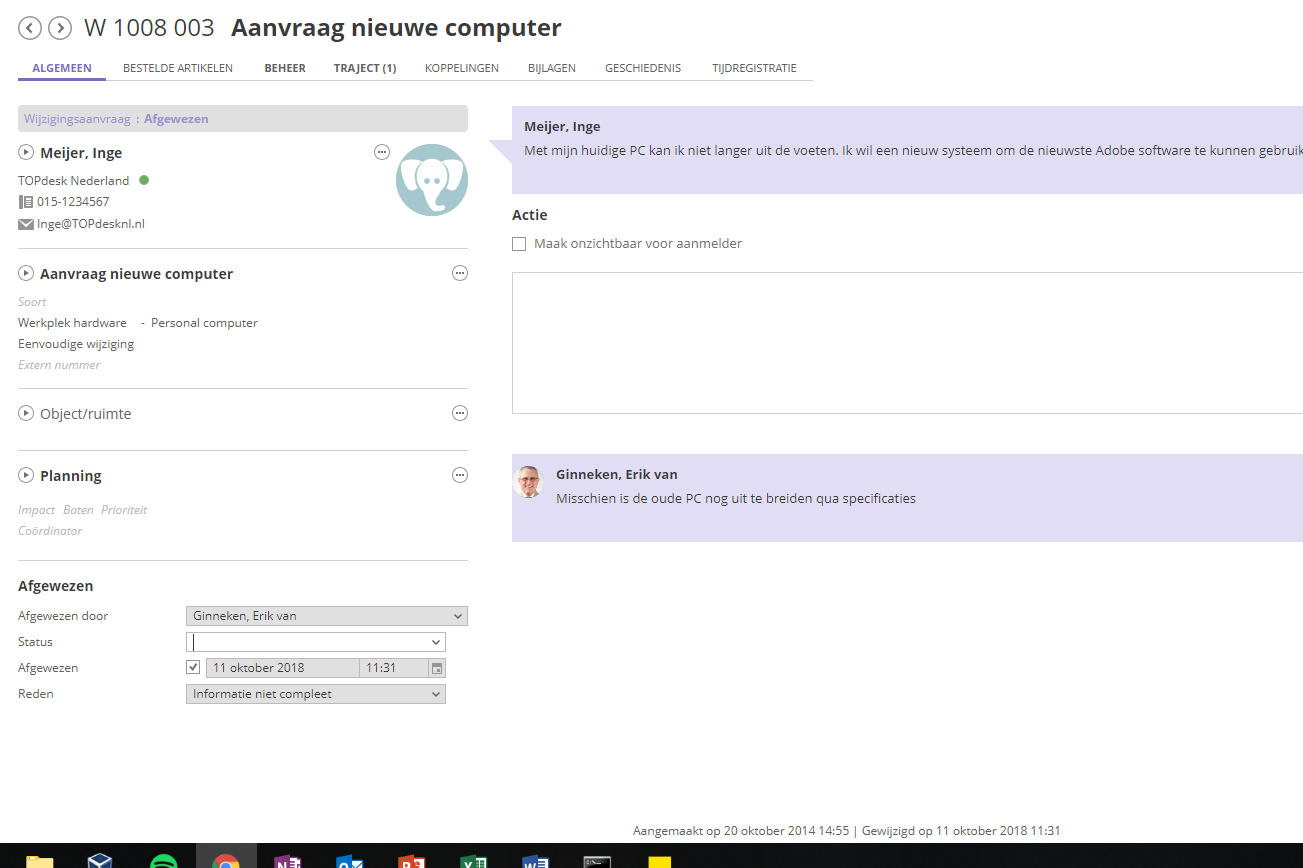 W 1008 003 Aanvraag nieuwe computer
ALGEMEEN BESTELDE ARTIKELEN BEHEER TRAJECT (1) KOPPELINGEN BIJLAGEN GESCHIEDENIS TIJDREGISTRATIE
Wijzigingsaanvraag : Afgewezen
Meijer, Inge
TOPdesk Nederland
015-1234567
Inge@TOPdesknl.nl
Aanvraag nieuwe computer
Soort
Werkplek hardware - Personal computer
Eenvoudige wijziging
Extern nummer
Object/ruimte
Planning
Impact Baten Prioriteit
Coördinator
Afgewezen
Afgewezen door Ginneken, Erik van
Status
Afgewezen 11 oktober 2018 11:31
Reden Informatie niet compleet
Meijer, Inge
Met mijn huidige PC kan ik niet langer uit de voeten. Ik wil een nieuw systeem om de nieuwste Adobe software te kunnen gebruik
Actie
Maak onzichtbaar voor aanmelder
Ginneken, Erik van
Misschien is de oude PC nog uit te breiden qua specificaties
Aangemaakt op 20 oktober 2014 14:55 | Gewijzigd op 11 oktober 2018 11:31